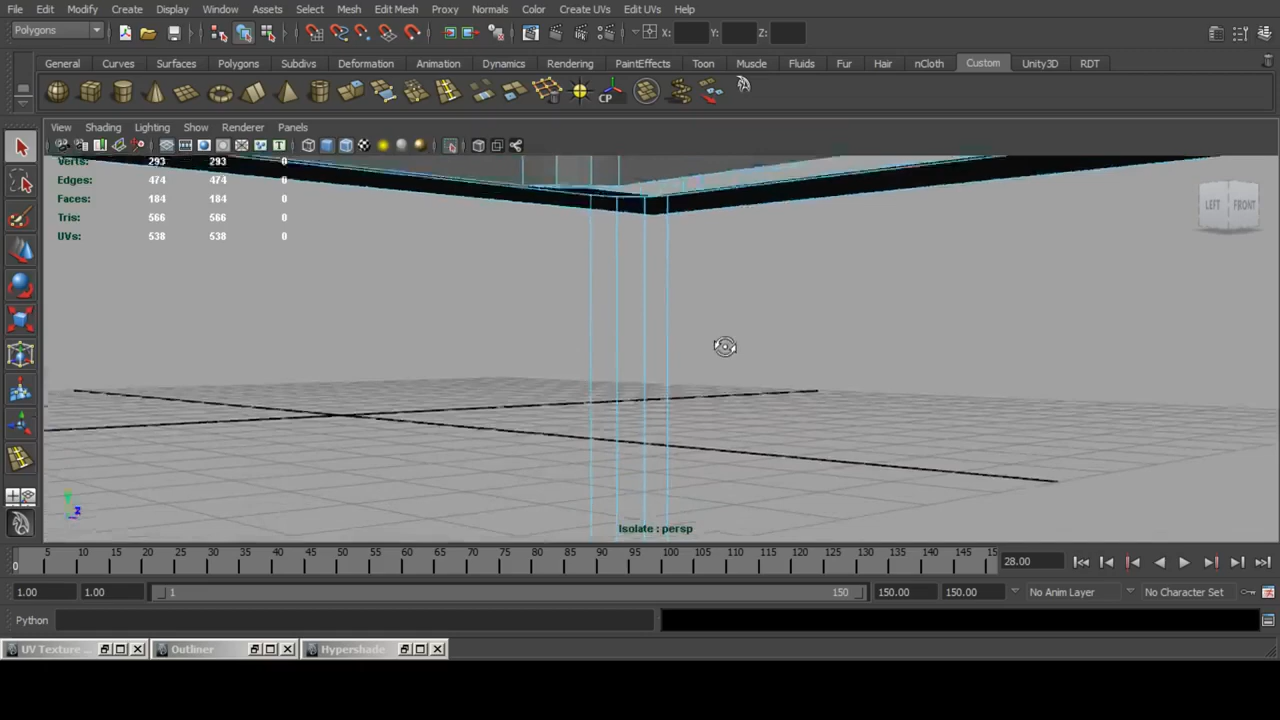 File Edit Modify Create Display Window Assets Select Mesh Edit Mesh Proxy Normals Color Create UVs Edit UVs Help
Polygons X: Y: Z:
General Curves Surfaces Polygons Subdivs Deformation Animation Dynamics Rendering PaintEffects Toon Muscle Fluids Fur Hair nCloth Custom Unity3D RDT
CP
View Shading Lighting Show Renderer Panels
Verts: 293 293 0
Edges: 474 474 0
Faces: 184 184 0
Tris: 566 566 0
UVs: 538 538 0
LEFT FRONT
Y
Z
Isolate : persp
0 5 10 15 20 25 30 35 40 45 50 55 60 65 70 75 80 85 90 95 100 105 110 115 120 125 130 135 140 145 15 28.00
1.00 1.00 1 150 150.00 150.00 No Anim Layer No Character Set
Python
UV Texture ... Outliner Hypershade